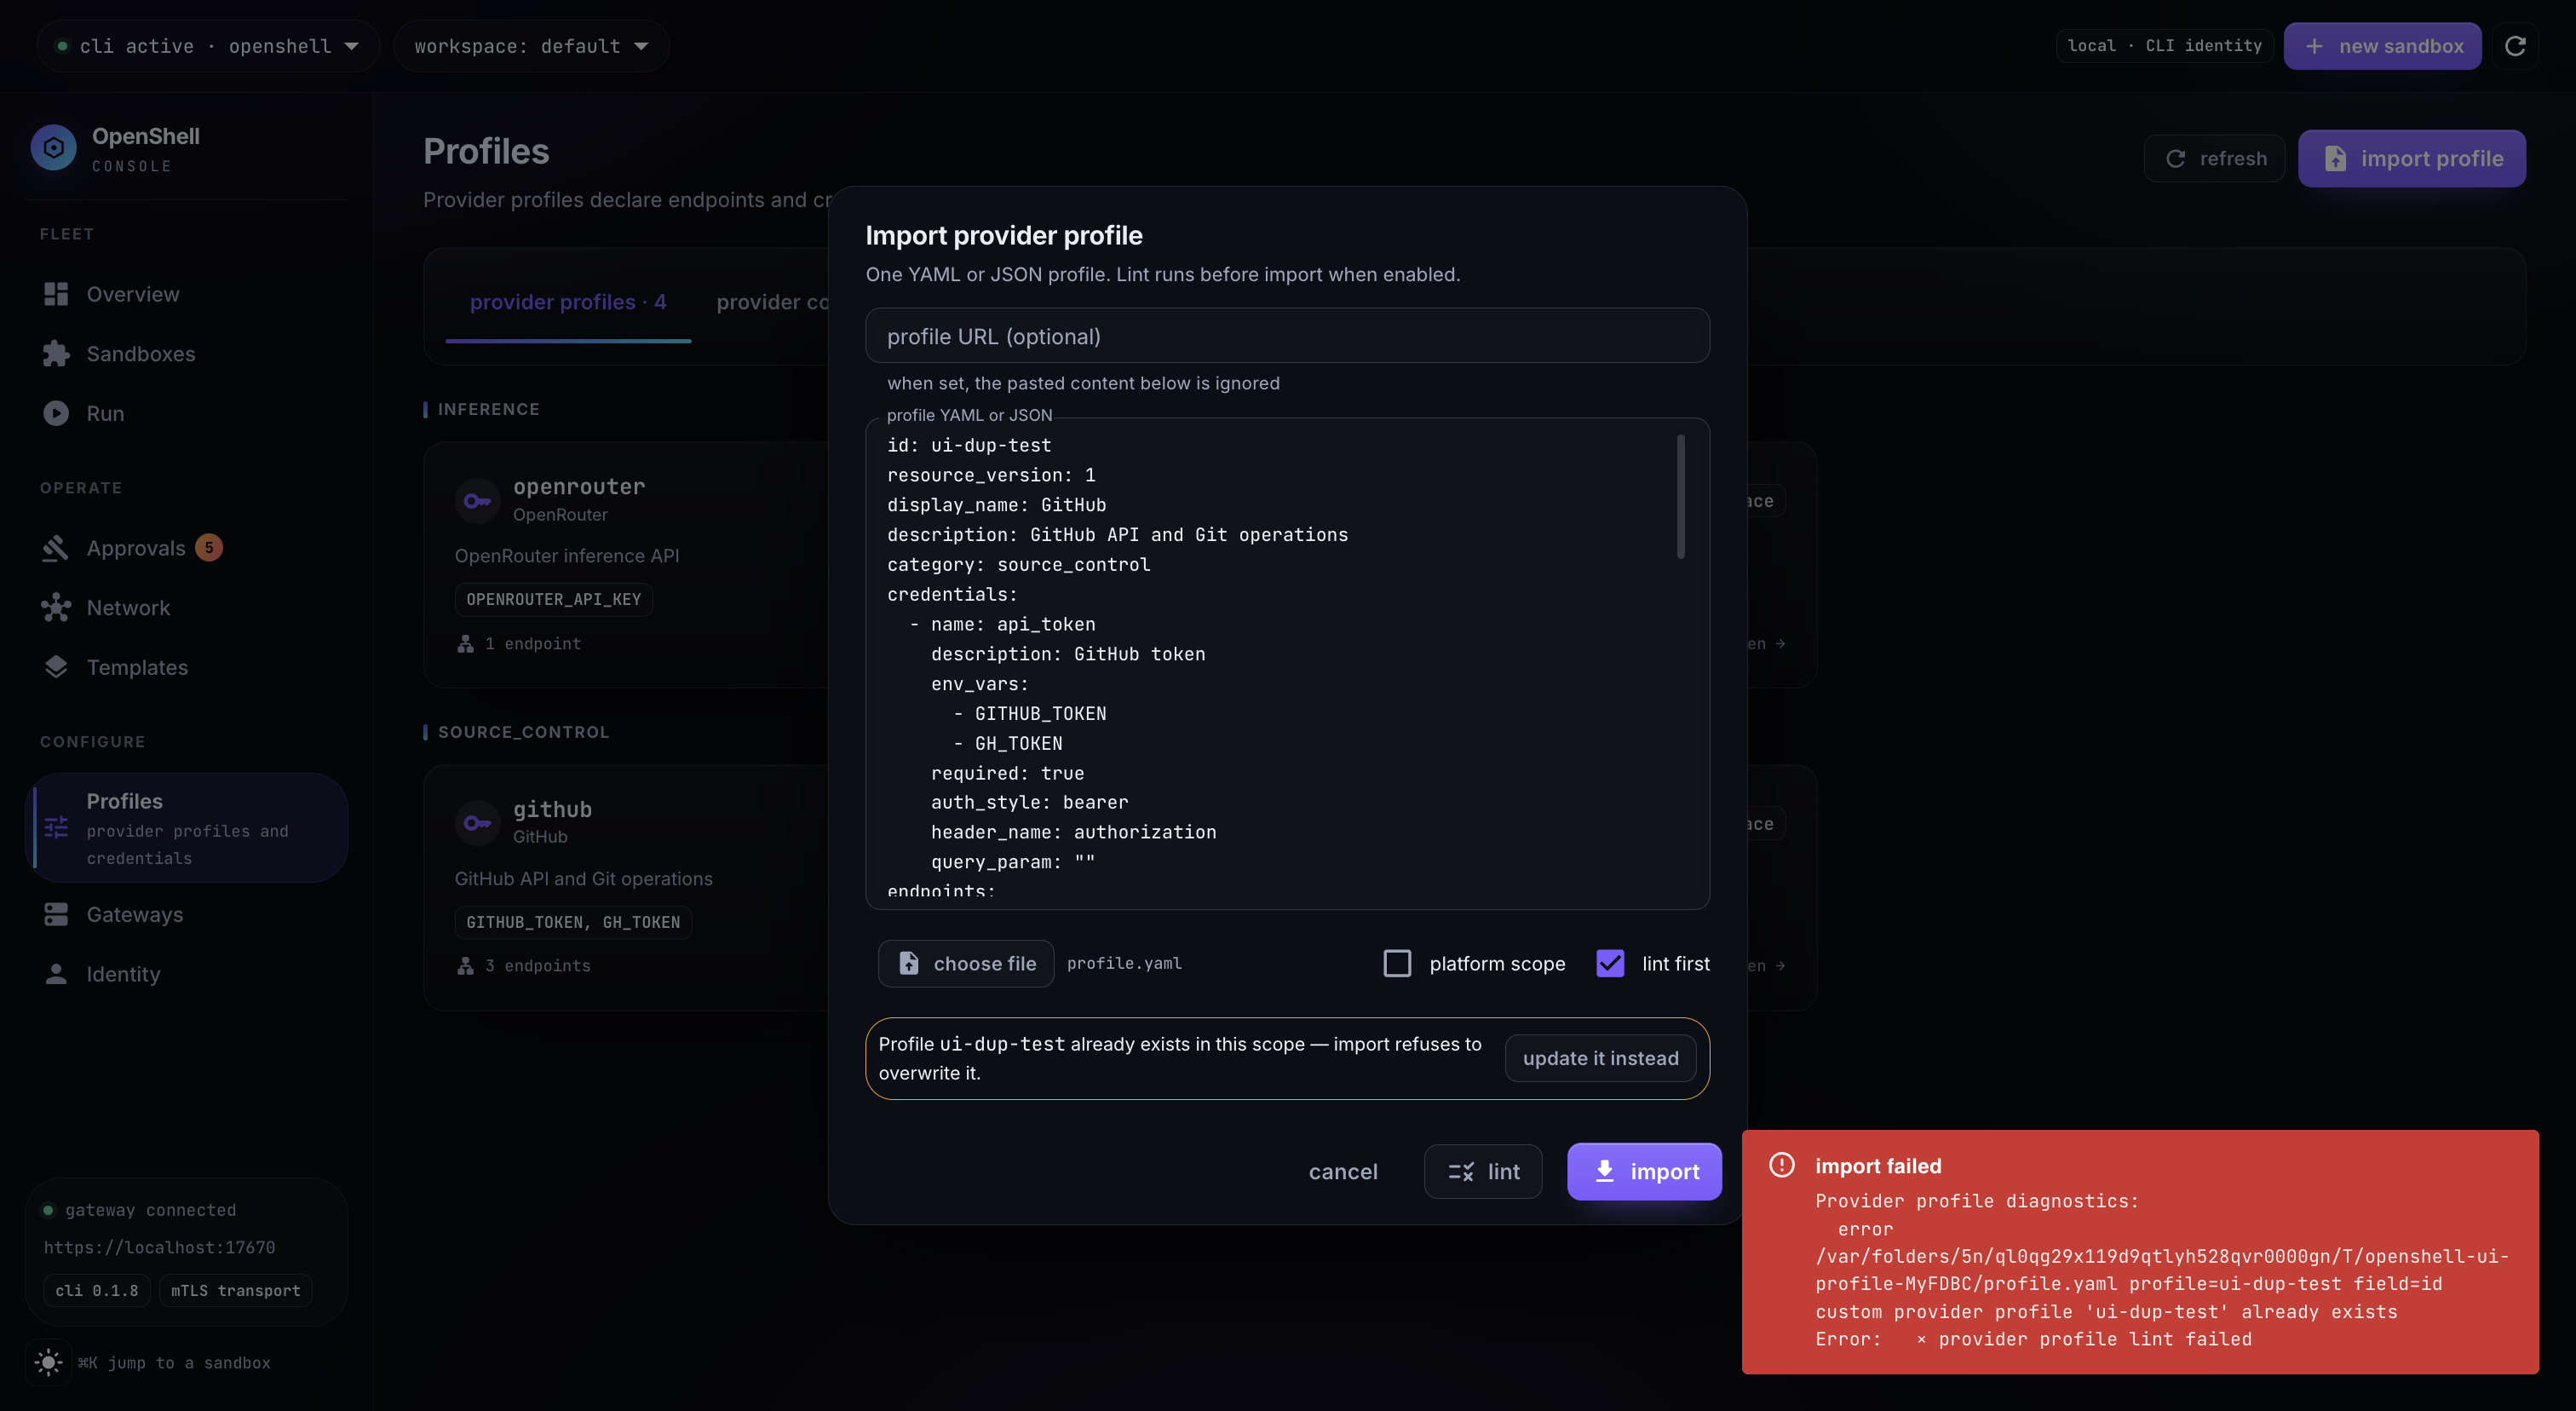 cli active · openshell
workspace: default
local · CLI identity
+ new sandbox
OpenShell
CONSOLE
FLEET
Overview
Sandboxes
Run
OPERATE
Approvals 5
Network
Templates
CONFIGURE
Profiles
provider profiles and
credentials
Gateways
Identity
gateway connected
https://localhost:17670
cli 0.1.8
mTLS transport
⌘K jump to a sandbox
Profiles
Provider profiles declare endpoints and cr
refresh
import profile
provider profiles · 4
provider co
INFERENCE
openrouter
OpenRouter
OpenRouter inference API
OPENROUTER_API_KEY
1 endpoint
ace
en →
SOURCE_CONTROL
github
GitHub
GitHub API and Git operations
GITHUB_TOKEN, GH_TOKEN
3 endpoints
ace
en →
Import provider profile
One YAML or JSON profile. Lint runs before import when enabled.
profile URL (optional)
when set, the pasted content below is ignored
profile YAML or JSON
id: ui-dup-test
resource_version: 1
display_name: GitHub
description: GitHub API and Git operations
category: source_control
credentials:
  - name: api_token
    description: GitHub token
    env_vars:
      - GITHUB_TOKEN
      - GH_TOKEN
    required: true
    auth_style: bearer
    header_name: authorization
    query_param: ""
endpoints:
choose file
profile.yaml
platform scope
lint first
Profile ui-dup-test already exists in this scope — import refuses to
overwrite it.
update it instead
cancel
lint
import
import failed
Provider profile diagnostics:
  error
/var/folders/5n/ql0qg29x119d9qtlyh528qvr0000gn/T/openshell-ui-
profile-MyFDBC/profile.yaml profile=ui-dup-test field=id
custom provider profile 'ui-dup-test' already exists
Error:   × provider profile lint failed